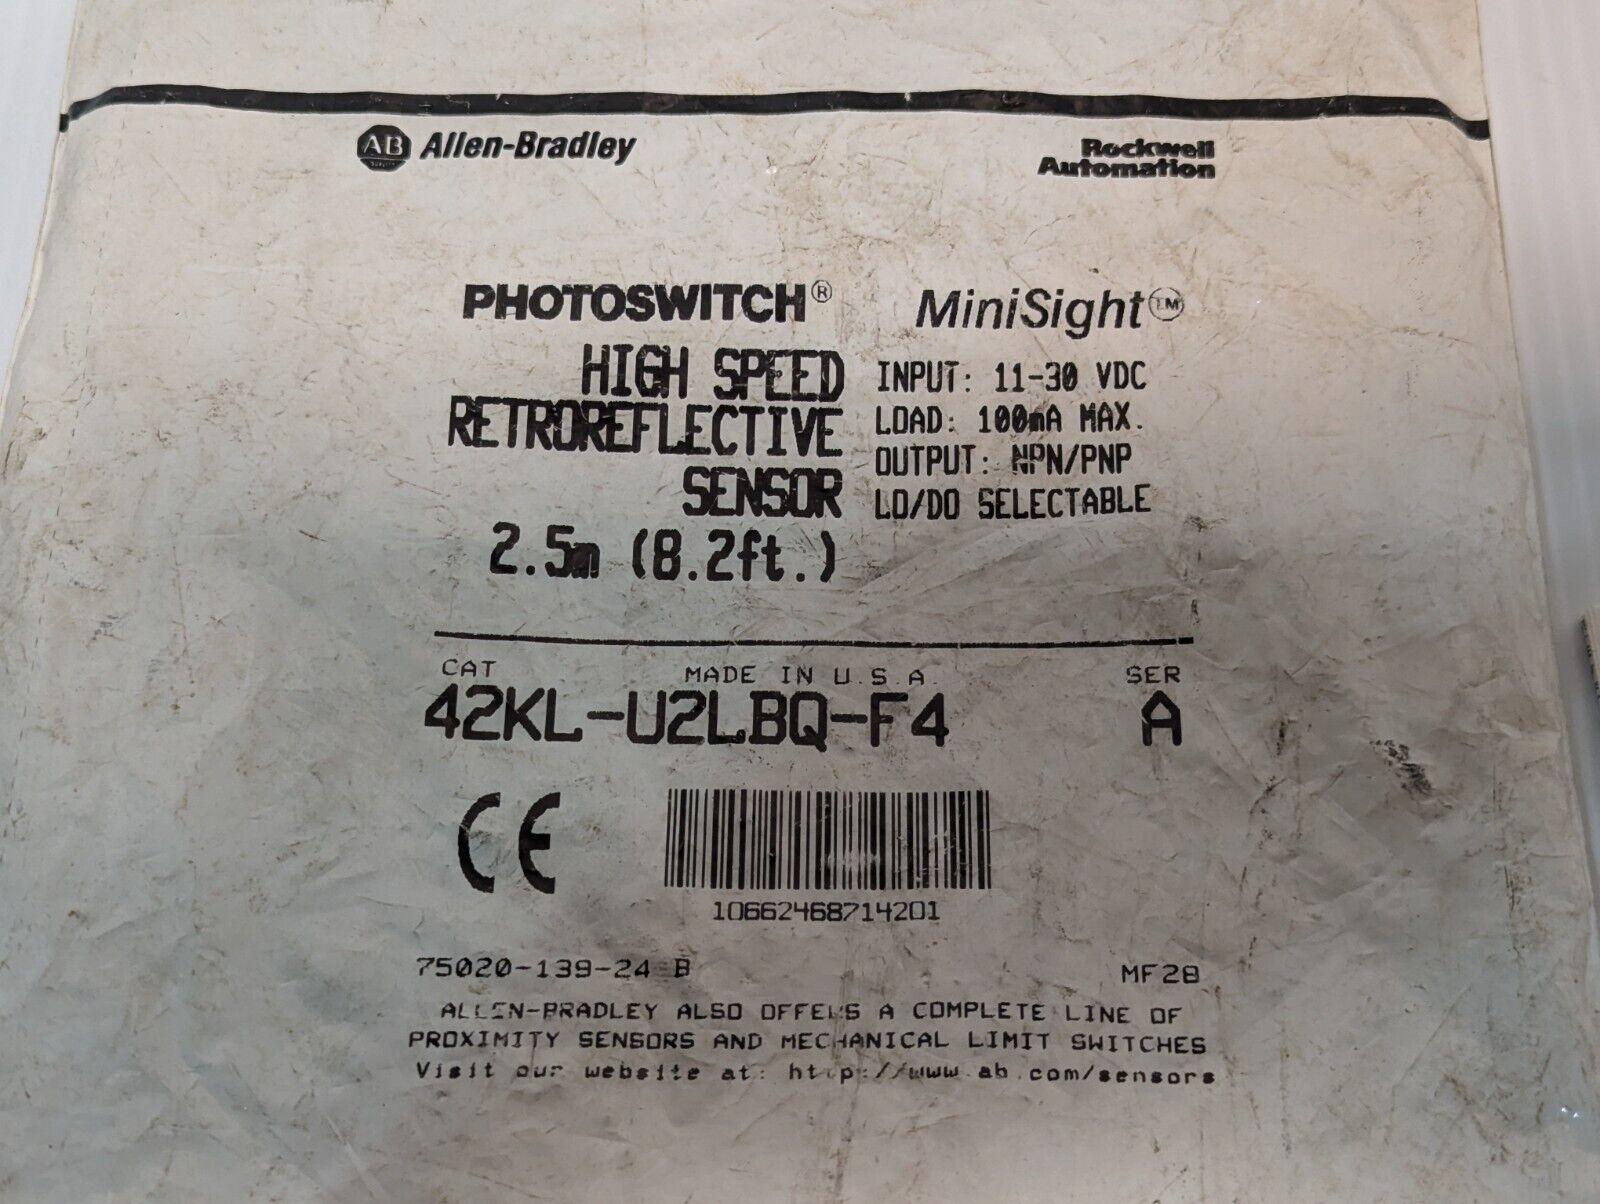 AB Allen-Bradley
Rockwell
Automation
PHOTOSWITCH® MiniSight™
HIGH SPEED
RETROREFLECTIVE
SENSOR
2.5m (8.2ft.)
INPUT: 11-30 VDC
LOAD: 100mA MAX.
OUTPUT: NPN/PNP
LO/DO SELECTABLE
CAT MADE IN U.S.A. SER
42KL-U2LBQ-F4 A
CE
10662468714201
75020-139-24 B MF28
ALLEN-BRADLEY ALSO OFFERS A COMPLETE LINE OF
PROXIMITY SENSORS AND MECHANICAL LIMIT SWITCHES
Visit our website at: http://www.ab.com/sensors